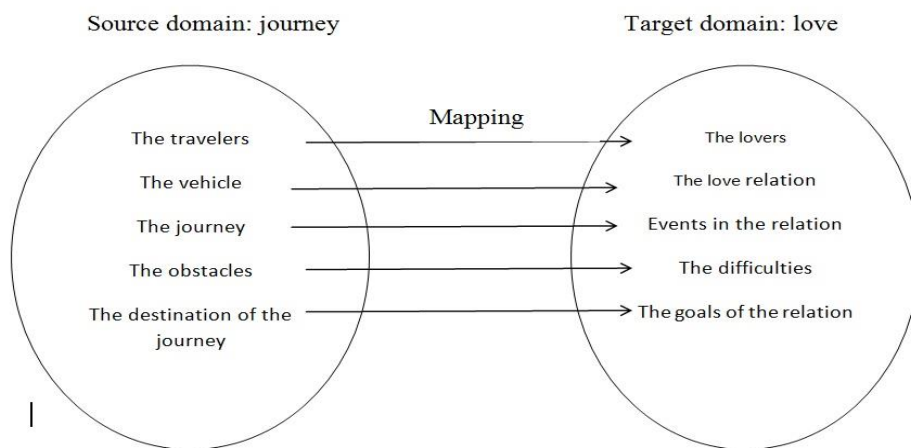 Source domain: journey
Target domain: love
Mapping
The travelers
The lovers
The vehicle
The love relation
The journey
Events in the relation
The obstacles
The difficulties
The destination of the
journey
The goals of the relation